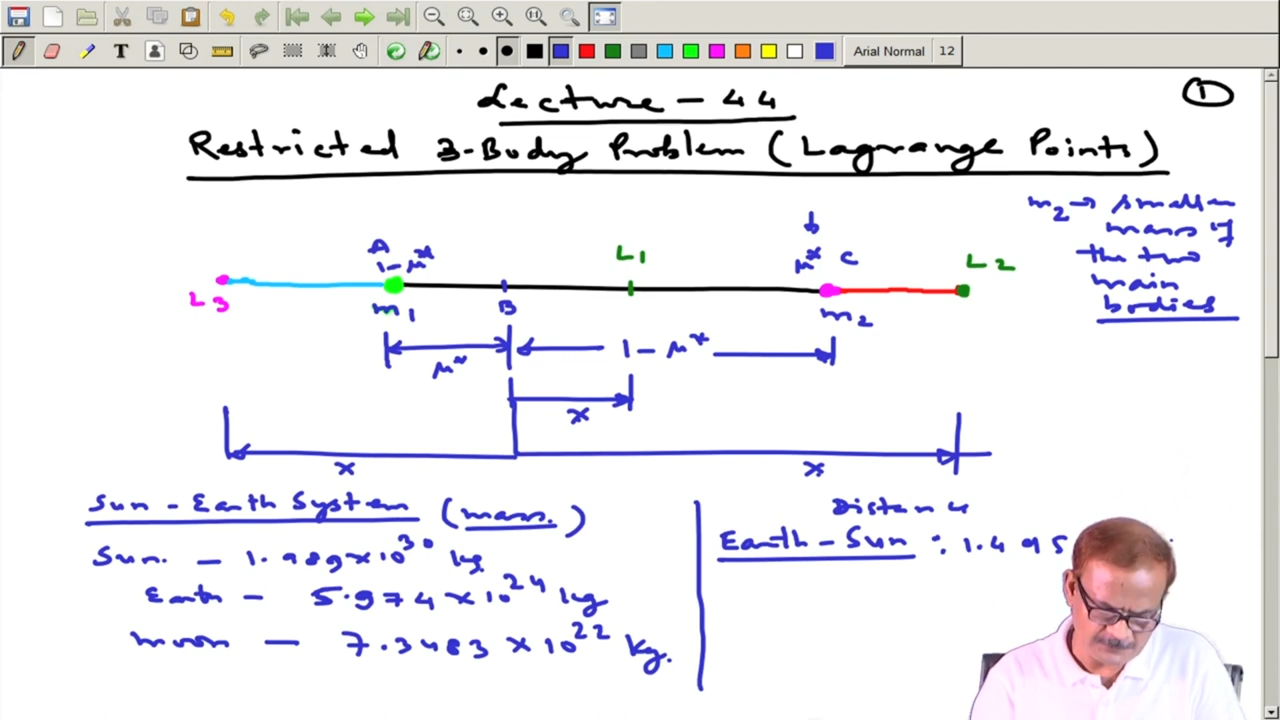 Arial Normal 12
Lecture - 44
①
Restricted 3-Body Problem (Lagrange Points)
m2 → smaller
mass of
the two
main
bodies
A
1-μ*
L1
μ*
C
L2
L3
m1
B
m2
μ*
1-μ*
x
x
x
Sun-Earth System (mass.)
Sun. - 1.989×10^30 kg.
Earth - 5.974×10^24 kg
moon - 7.3483×10^22 kg.
Earth-Sun : 1.495